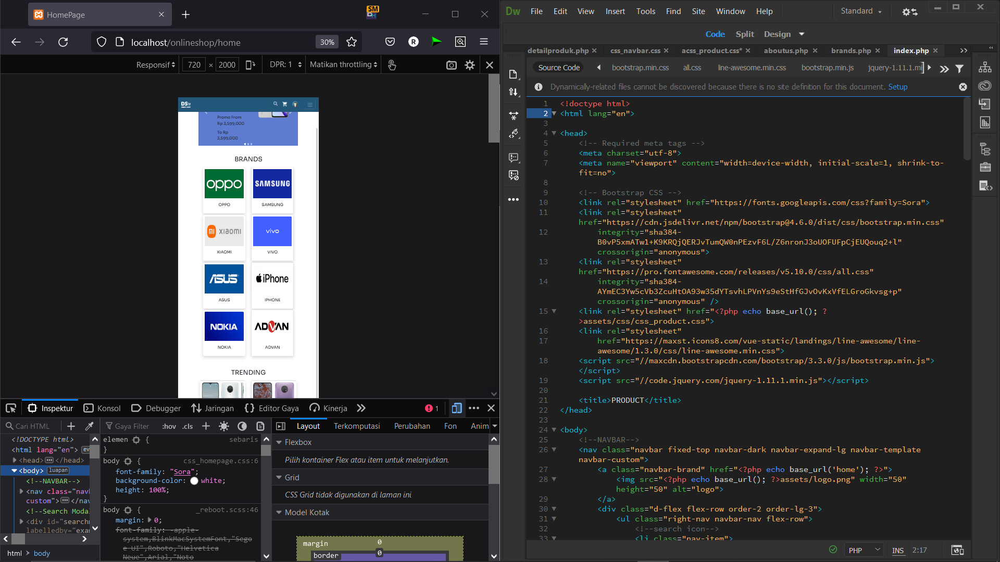 HomePage
SM
localhost/onlineshop/home
30%
R
Responsif
720 × 2000
DPR: 1
Matikan throttling
DS
Promo From
Rp 3,599,000
To Rp
3,599,000
BRANDS
oppo
SAMSUNG
OPPO
SAMSUNG
mi xiaomi
vivo
XIAOMI
VIVO
ASUS
iPhone
ASUS
IPHONE
NOKIA
ADVAN
NOKIA
ADVAN
TRENDING
Inspektur
Konsol
Debugger
Jaringan
Editor Gaya
Kinerja
1
Cari HTML
Gaya Filter
:hov .cls
Layout
Terkomputasi
Perubahan
Fon
Anim
<!DOCTYPE html>
<html lang="en"> ev
<head> </head>
<body> luapan
<!--NAVBAR-->
<nav class="navl
custom"> </nav
<!--Search Modal
<div id="searchm
labelledby="exa
html > body
elemen { sebaris
}
body { css_homepage.css:6
font-family: "Sora";
background-color: white;
height: 100%;
}
body { _reboot.scss:46
margin: 0;
font-family: -apple-
system,BlinkMacSystemFont,"Sego
e UI",Roboto,"Helvetica
Neue",Arial,"Noto
Flexbox
Pilih kontainer Flex atau item untuk melanjutkan.
Grid
CSS Grid tidak digunakan di laman ini
Model Kotak
margin 0
border 0
Dw File Edit View Insert Tools Find Site Window Help
Standard
Code Split Design
detailproduk.php
css_navbar.css
acss_product.css*
aboutus.php
brands.php
index.php
Source Code
bootstrap.min.css
all.css
line-awesome.min.css
bootstrap.min.js
jquery-1.11.1.mi
Dynamically-related files cannot be discovered because there is no site definition for this document. Setup
1 <!doctype html>
2 <html lang="en">
3
4 <head>
5 <!-- Required meta tags -->
6 <meta charset="utf-8">
7 <meta name="viewport" content="width=device-width, initial-scale=1, shrink-to-
fit=no">
8
9 <!-- Bootstrap CSS -->
10 <link rel="stylesheet" href="https://fonts.googleapis.com/css?family=Sora">
11 <link rel="stylesheet"
href="https://cdn.jsdelivr.net/npm/bootstrap@4.6.0/dist/css/bootstrap.min.css"
12 integrity="sha384-
B0vP5xmATw1+K9KRQjQERJvTumQW0nPEzvF6L/Z6nronJ3oUOFUFpCjEUQouq2+l"
crossorigin="anonymous">
13 <link rel="stylesheet"
href="https://pro.fontawesome.com/releases/v5.10.0/css/all.css"
14 integrity="sha384-
AYmEC3Yw5cVb3ZcuHtOA93w35dYTsvhLPVnYs9eStHfGJvOvKxVfELGroGkvsg+p"
crossorigin="anonymous" />
15 <link rel="stylesheet" href="<?php echo base_url(); ?
>assets/css/css_product.css">
16 <link rel="stylesheet"
17 href="https://maxst.icons8.com/vue-static/landings/line-awesome/line-
awesome/1.3.0/css/line-awesome.min.css">
18 <script src="//maxcdn.bootstrapcdn.com/bootstrap/3.3.0/js/bootstrap.min.js">
</script>
19 <script src="//code.jquery.com/jquery-1.11.1.min.js"></script>
20
21 <title>PRODUCT</title>
22 </head>
23
24 <body>
25 <!--NAVBAR-->
26 <nav class="navbar fixed-top navbar-dark navbar-expand-lg navbar-template
navbar-custom">
27 <a class="navbar-brand" href="<?php echo base_url('home'); ?>">
28 <img src="<?php echo base_url(); ?>assets/logo.png" width="50"
height="50" alt="logo">
29 </a>
30 <div class="d-flex flex-row order-2 order-lg-3">
31 <ul class="right-nav navbar-nav flex-row">
32 <!--search icon-->
33 <li class="nav-item">
PHP
INS
2:17